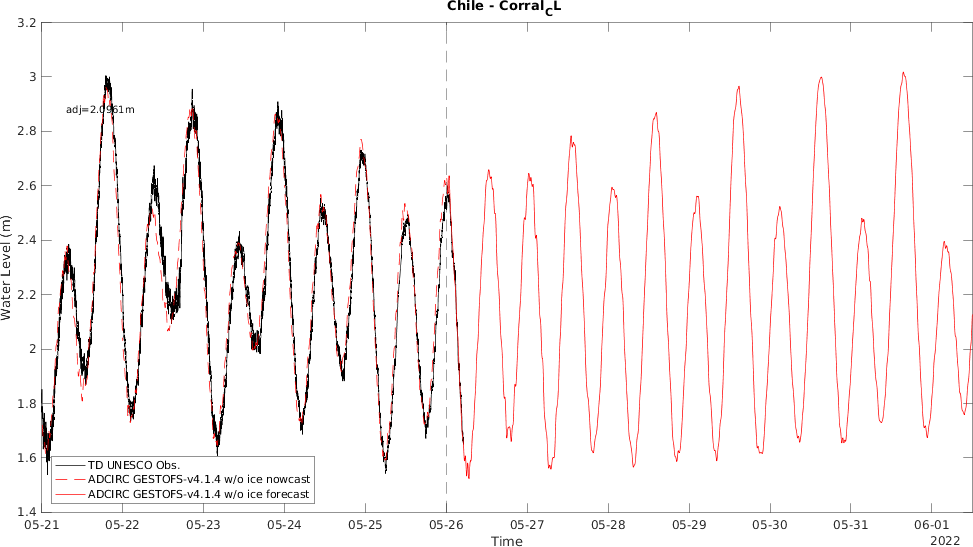 Chile - Corral_CL
3.2
3
2.8
2.6
2.4
2.2
2
1.8
1.6
1.4
Water Level (m)
adj=2.0961m
TD UNESCO Obs.
ADCIRC GESTOFS-v4.1.4 w/o ice nowcast
ADCIRC GESTOFS-v4.1.4 w/o ice forecast
05-21 05-22 05-23 05-24 05-25 05-26 05-27 05-28 05-29 05-30 05-31 06-01
Time
2022